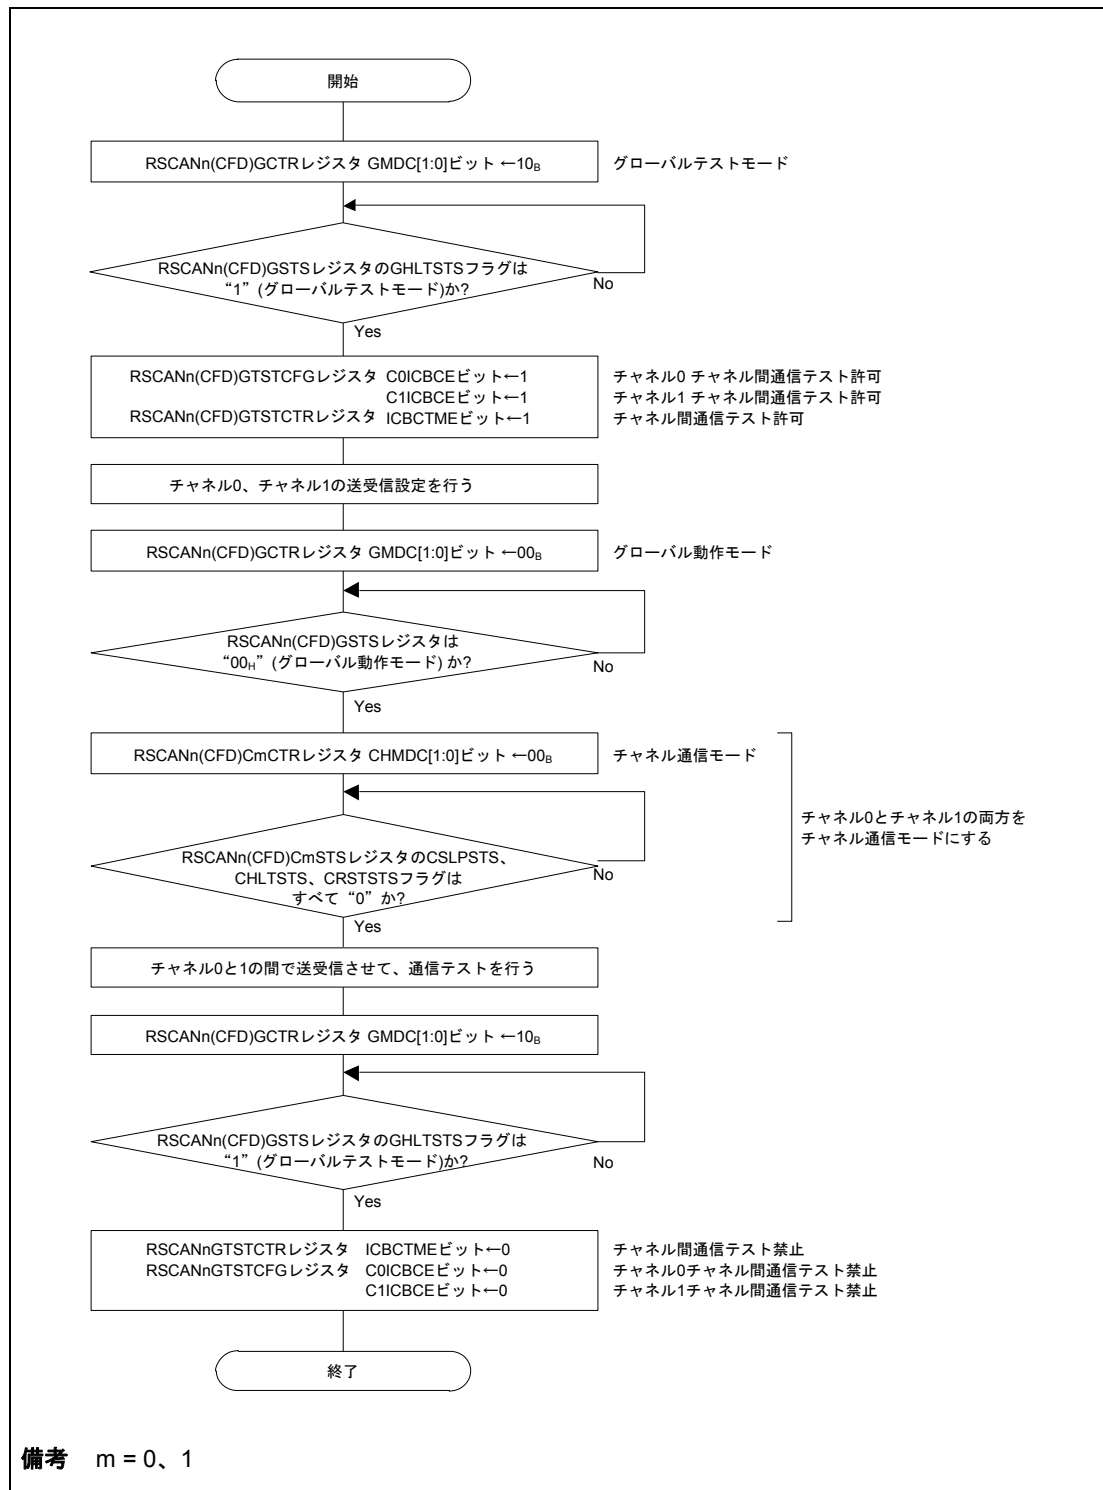 開始
RSCANn(CFD)GCTRレジスタ GMDC[1:0]ビット ←10B グローバルテストモード
RSCANn(CFD)GSTSレジスタのGHLTSTSフラグは
“1” (グローバルテストモード)か?
No
Yes
RSCANn(CFD)GTSTCFGレジスタ C0ICBCEビット←1 チャネル0 チャネル間通信テスト許可
C1ICBCEビット←1 チャネル1 チャネル間通信テスト許可
RSCANn(CFD)GTSTCTRレジスタ ICBCTMEビット←1 チャネル間通信テスト許可
チャネル0、チャネル1の送受信設定を行う
RSCANn(CFD)GCTRレジスタ GMDC[1:0]ビット ←00B グローバル動作モード
RSCANn(CFD)GSTSレジスタは
“00H” (グローバル動作モード) か?
No
Yes
RSCANn(CFD)CmCTRレジスタ CHMDC[1:0]ビット ←00B チャネル通信モード
チャネル0とチャネル1の両方を
チャネル通信モードにする
RSCANn(CFD)CmSTSレジスタのCSLPSTS、
CHLTSTS、CRSTSTSフラグは
すべて “0” か?
No
Yes
チャネル0と1の間で送受信させて、通信テストを行う
RSCANn(CFD)GCTRレジスタ GMDC[1:0]ビット ←10B
RSCANn(CFD)GSTSレジスタのGHLTSTSフラグは
“1” (グローバルテストモード)か?
No
Yes
RSCANnGTSTCTRレジスタ ICBCTMEビット←0 チャネル間通信テスト禁止
RSCANnGTSTCFGレジスタ C0ICBCEビット←0 チャネル0チャネル間通信テスト禁止
C1ICBCEビット←0 チャネル1チャネル間通信テスト禁止
終了
備考 m = 0、1